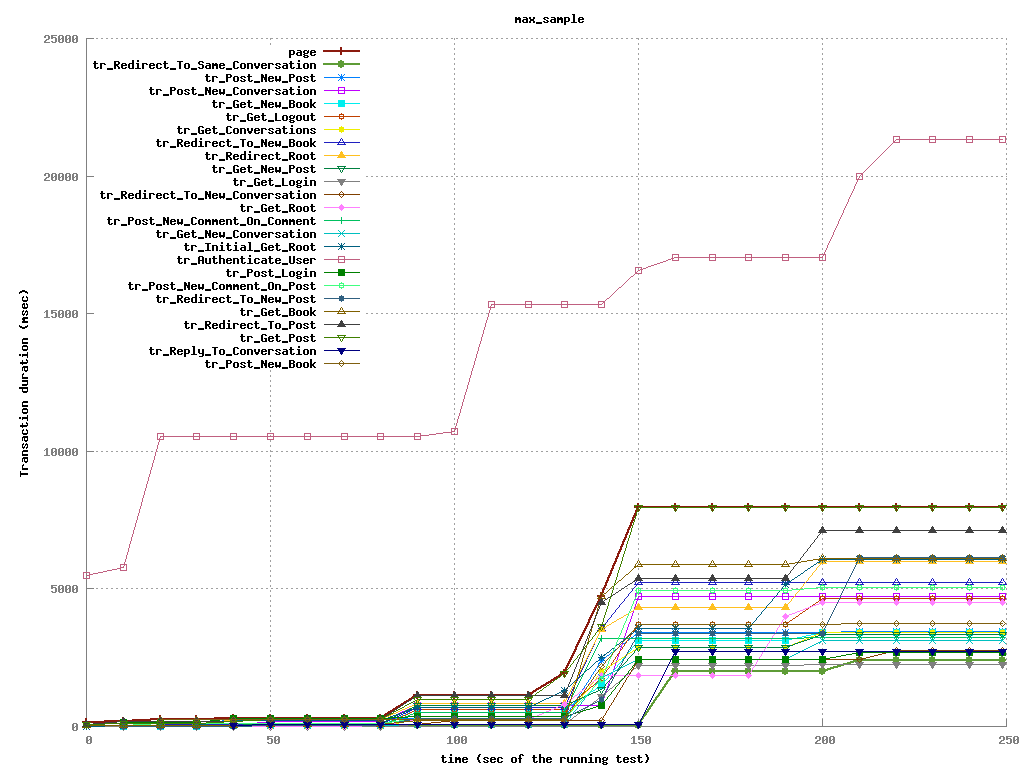 max_sample
25000
20000
15000
10000
5000
0
Transaction duration (msec)
page
tr_Redirect_To_Same_Conversation
tr_Post_New_Post
tr_Post_New_Conversation
tr_Get_New_Book
tr_Get_Logout
tr_Get_Conversations
tr_Redirect_To_New_Book
tr_Redirect_Root
tr_Get_New_Post
tr_Get_Login
tr_Redirect_To_New_Conversation
tr_Get_Root
tr_Post_New_Comment_On_Comment
tr_Get_New_Conversation
tr_Initial_Get_Root
tr_Authenticate_User
tr_Post_Login
tr_Post_New_Comment_On_Post
tr_Redirect_To_New_Post
tr_Get_Book
tr_Redirect_To_Post
tr_Get_Post
tr_Reply_To_Conversation
tr_Post_New_Book
0 50 100 150 200 250
time (sec of the running test)